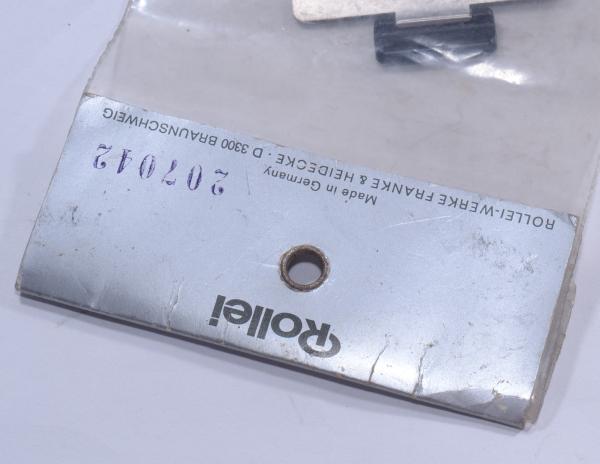 Rollei
207042
Made in Germany
ROLLEI-WERKE FRANKE & HEIDECKE · D 3300 BRAUNSCHWEIG